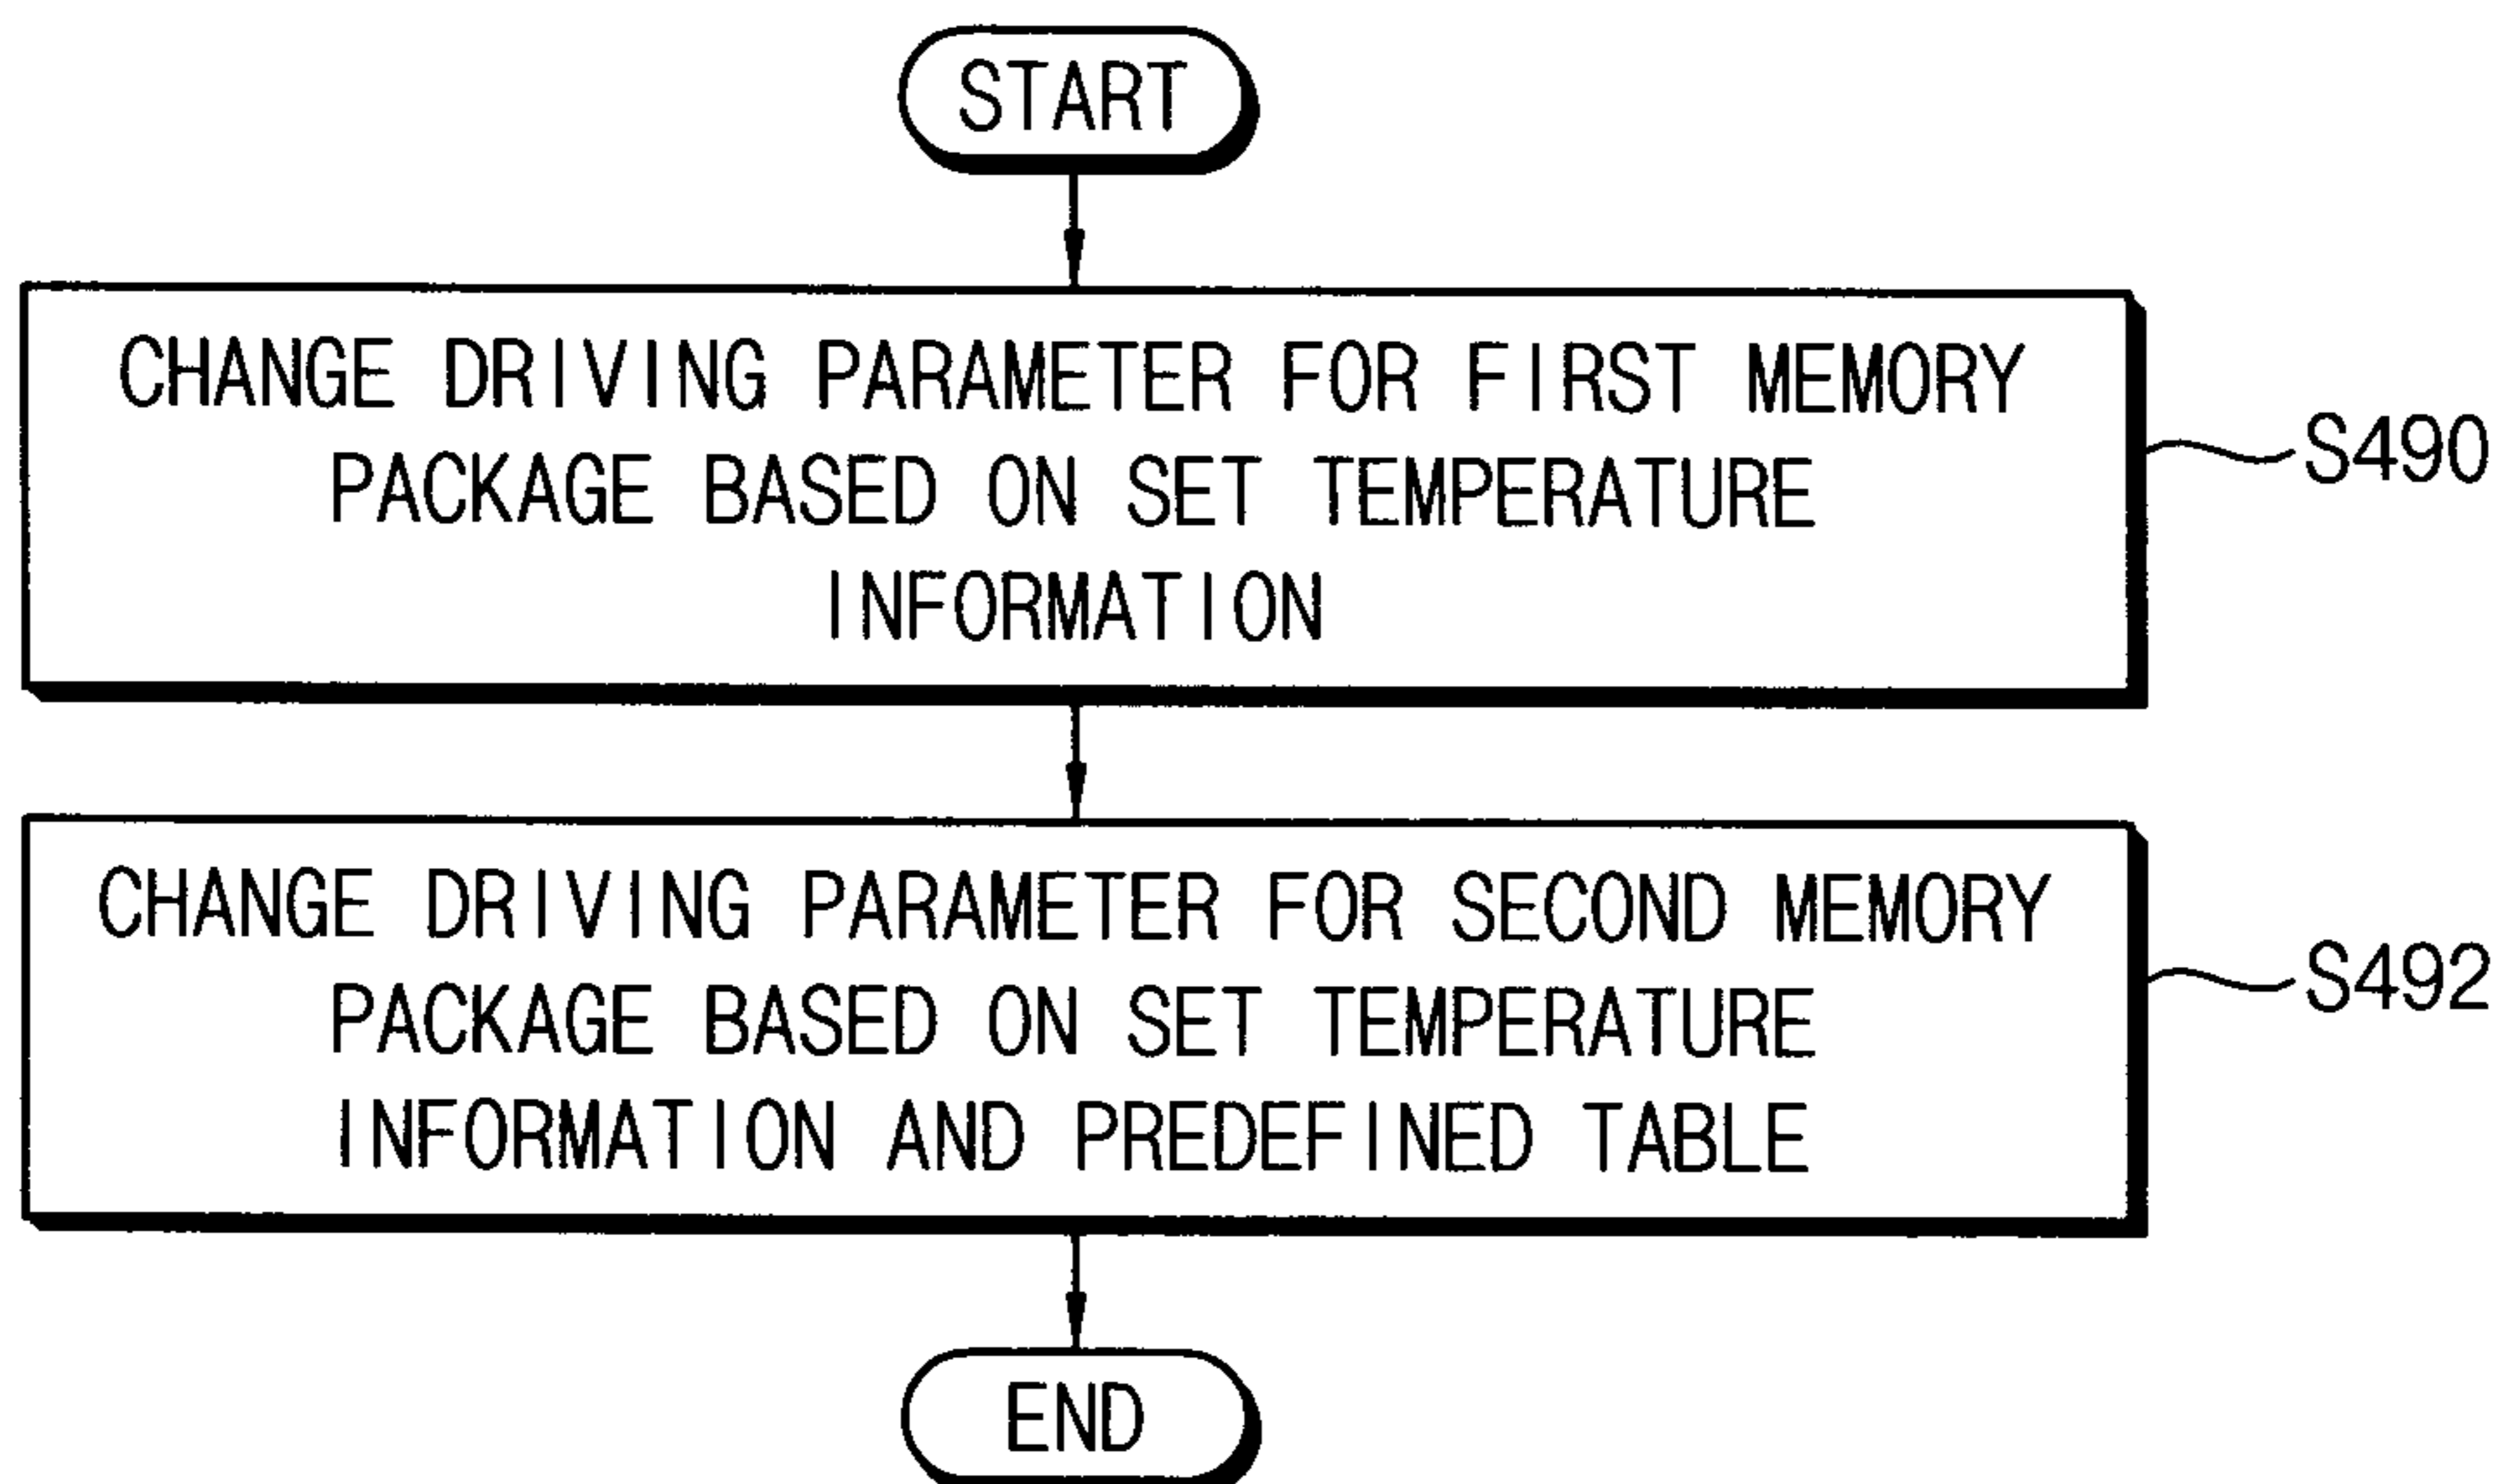 START
CHANGE DRIVING PARAMETER FOR FIRST MEMORY
PACKAGE BASED ON SET TEMPERATURE
INFORMATION
S490
CHANGE DRIVING PARAMETER FOR SECOND MEMORY
PACKAGE BASED ON SET TEMPERATURE
INFORMATION AND PREDEFINED TABLE
S492
END